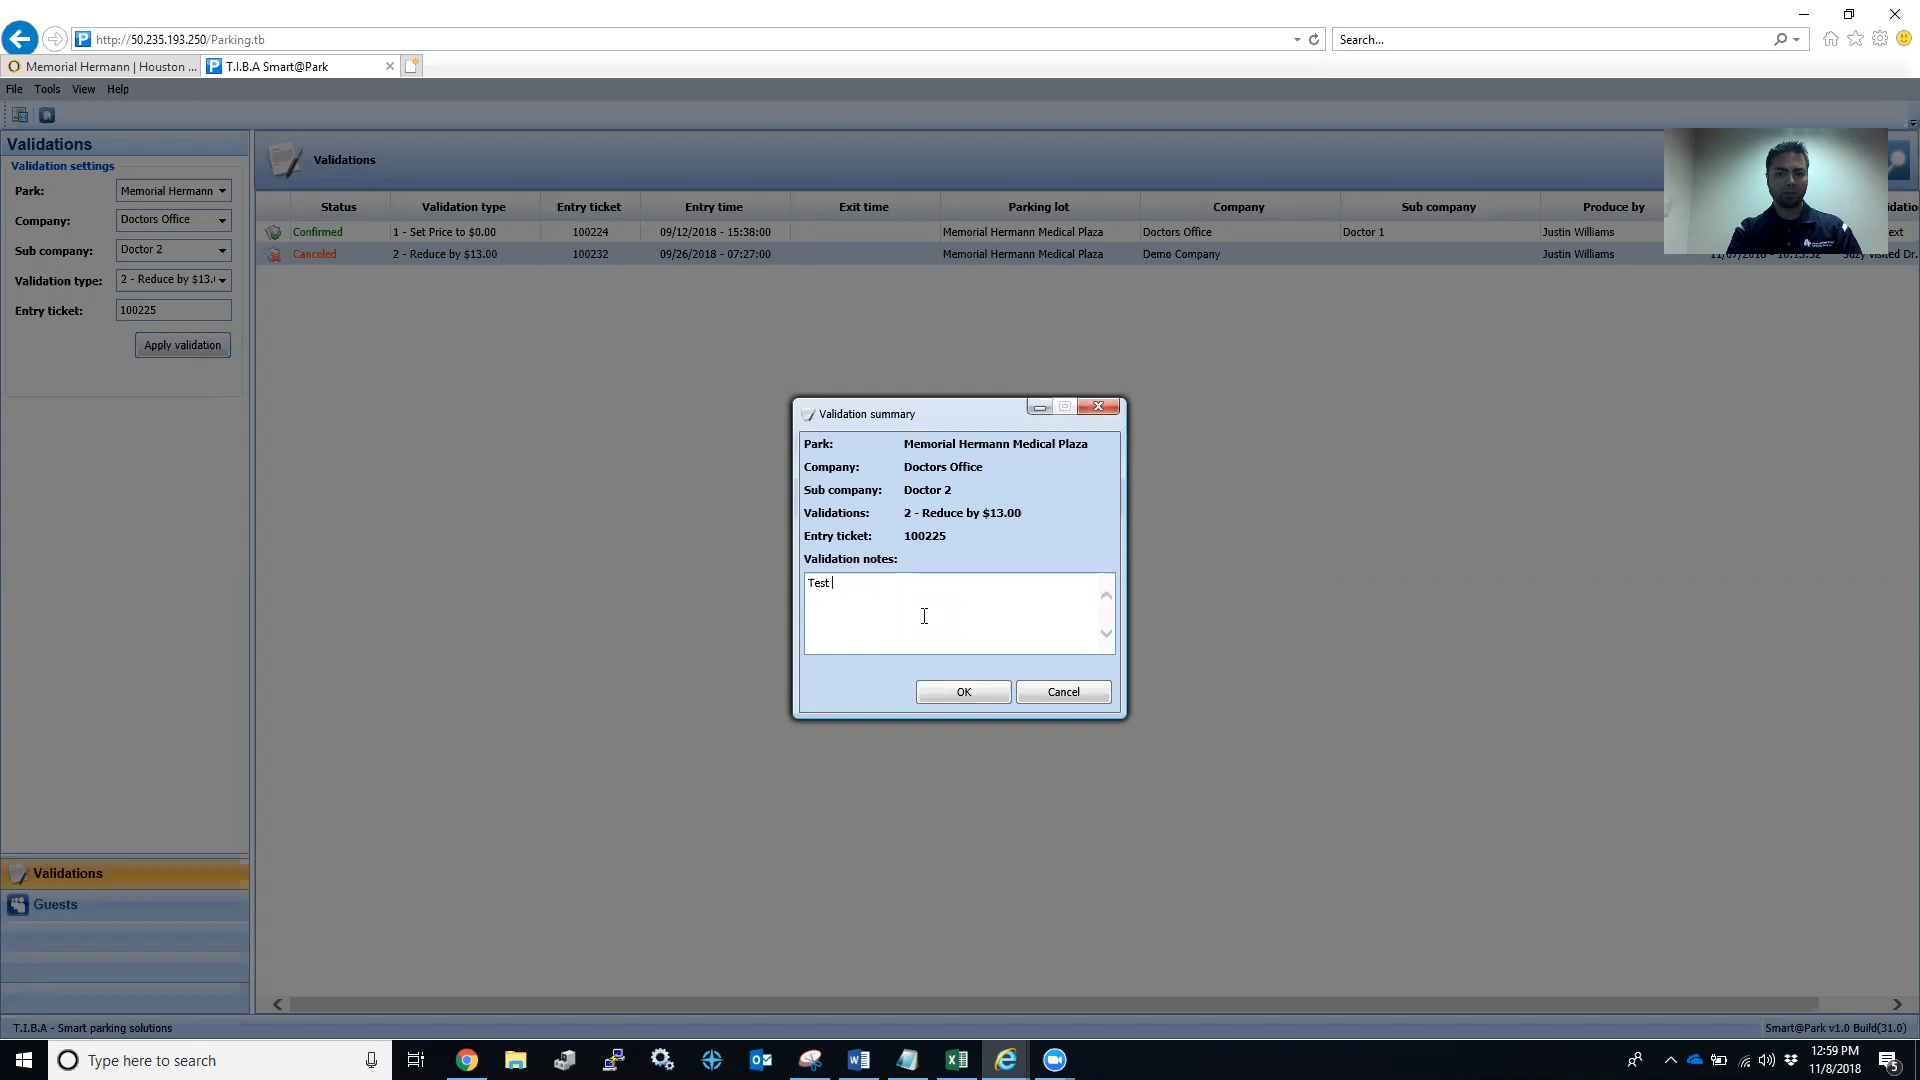 http://50.235.193.250/Parking.tb
Search...
Memorial Hermann | Houston ...
T.I.B.A Smart@Park
File Tools View Help
Validations
Validation settings
Park: Memorial Hermann
Company: Doctors Office
Sub company: Doctor 2
Validation type: 2 - Reduce by $13.
Entry ticket: 100225
Apply validation
Validations
Status Validation type Entry ticket Entry time Exit time Parking lot Company Sub company Produce by
Confirmed 1 - Set Price to $0.00 100224 09/12/2018 - 15:38:00 Memorial Hermann Medical Plaza Doctors Office Doctor 1 Justin Williams
Canceled 2 - Reduce by $13.00 100232 09/26/2018 - 07:27:00 Memorial Hermann Medical Plaza Demo Company Justin Williams
Validation summary
Park: Memorial Hermann Medical Plaza
Company: Doctors Office
Sub company: Doctor 2
Validations: 2 - Reduce by $13.00
Entry ticket: 100225
Validation notes:
Test
OK Cancel
Validations
Guests
T.I.B.A - Smart parking solutions
Smart@Park v1.0 Build(31.0)
Type here to search
12:59 PM
11/8/2018
5